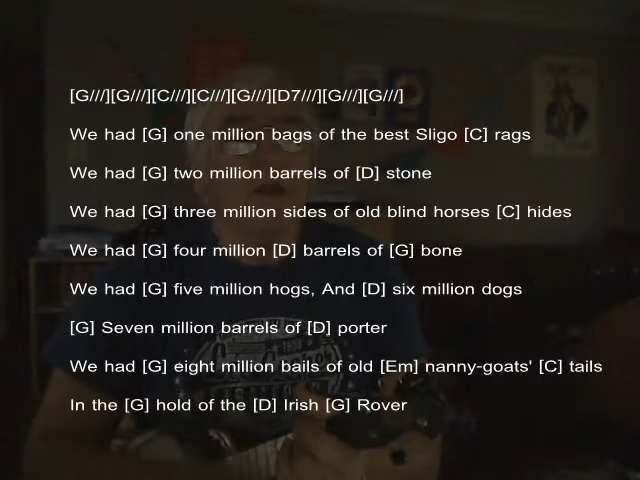 [G///][G///][C///][C///][G///][D7///][G///][G///]
We had [G] one million bags of the best Sligo [C] rags
We had [G] two million barrels of [D] stone
We had [G] three million sides of old blind horses [C] hides
We had [G] four million [D] barrels of [G] bone
We had [G] five million hogs, And [D] six million dogs
[G] Seven million barrels of [D] porter
We had [G] eight million bails of old [Em] nanny-goats' [C] tails
In the [G] hold of the [D] Irish [G] Rover